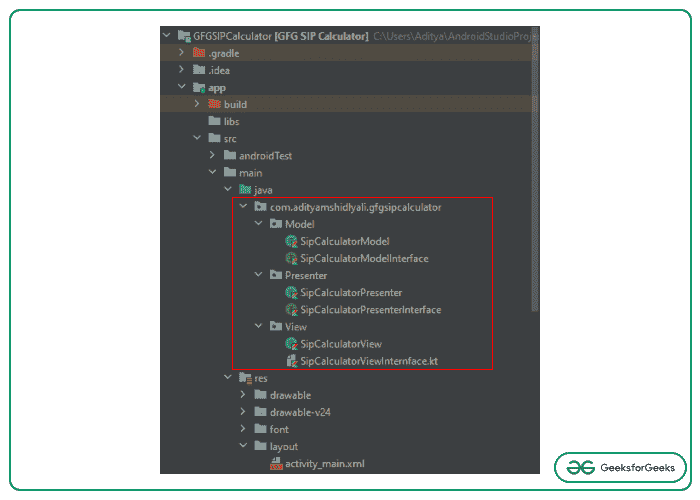 GFGSIPCalculator [GFG SIP Calculator] C:\Users\Aditya\AndroidStudioProje
.gradle
.idea
app
build
libs
src
androidTest
main
java
com.adityamshidlyali.gfgsipcalculator
Model
SipCalculatorModel
SipCalculatorModelInterface
Presenter
SipCalculatorPresenter
SipCalculatorPresenterInterface
View
SipCalculatorView
SipCalculatorViewInternface.kt
res
drawable
drawable-v24
font
layout
activity_main.xml
GeeksforGeeks